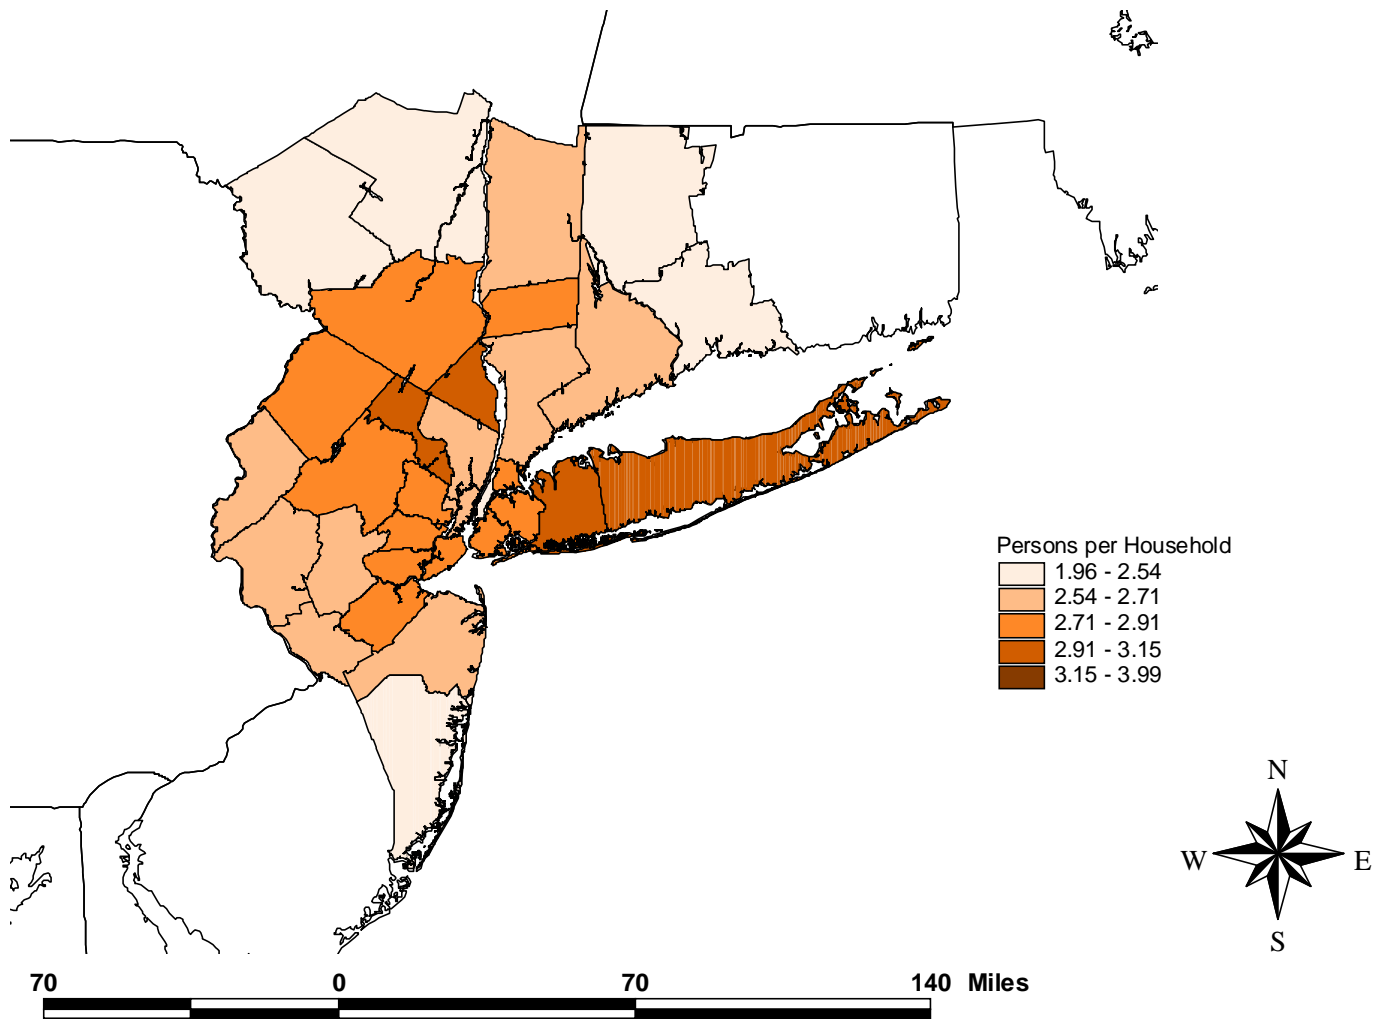 Persons per Household
1.96 - 2.54
2.54 - 2.71
2.71 - 2.91
2.91 - 3.15
3.15 - 3.99
N
W E
S
70 0 70 140 Miles